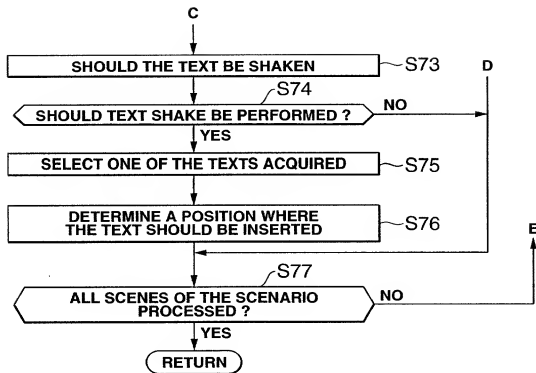 C
SHOULD THE TEXT BE SHAKEN
S73
D
S74
SHOULD TEXT SHAKE BE PERFORMED ?
NO
YES
SELECT ONE OF THE TEXTS ACQUIRED
S75
DETERMINE A POSITION WHERE
THE TEXT SHOULD BE INSERTED
S76
E
S77
ALL SCENES OF THE SCENARIO
PROCESSED ?
NO
YES
RETURN